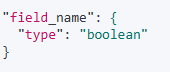 "field_name": {
  "type": "boolean"
}